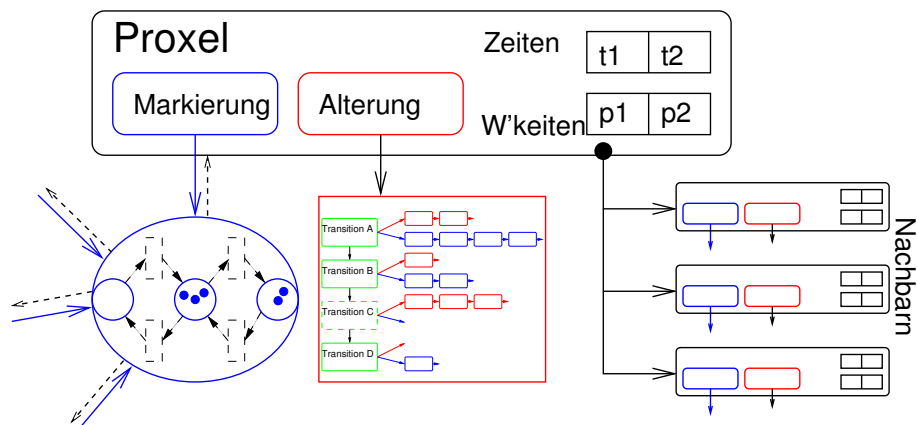 Proxel
Zeiten
t1 t2
Markierung
Alterung
W'keiten
p1 p2
Transition A
Transition B
Transition C
Transition D
Nachbarn